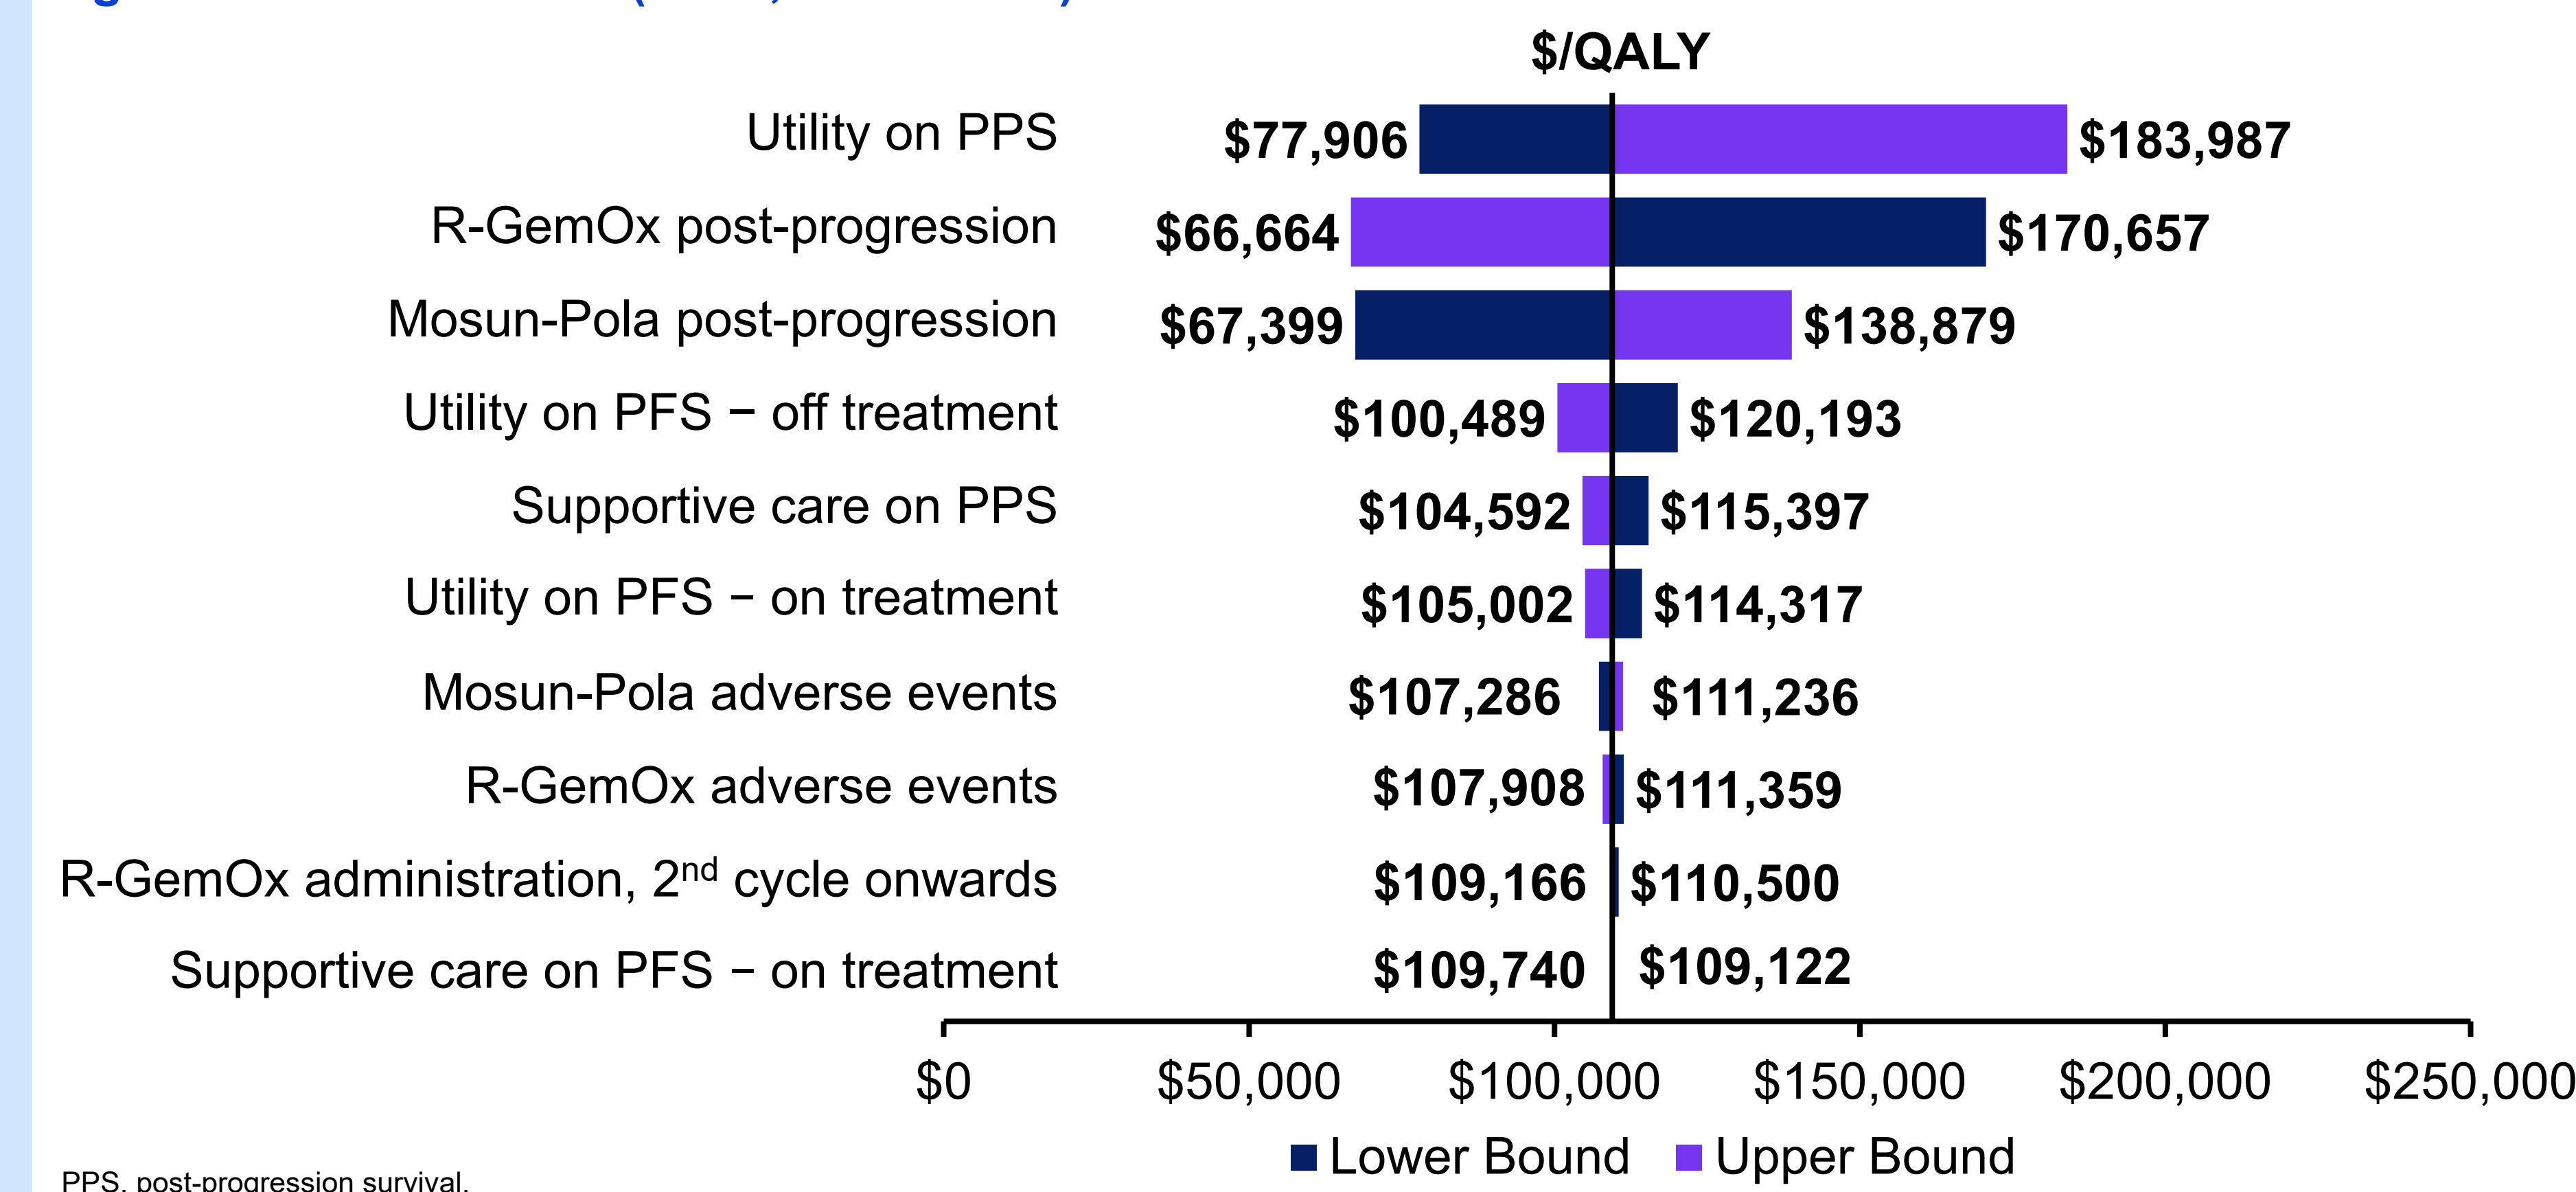 $/QALY
Utility on PPS $77,906 $183,987
R-GemOx post-progression $66,664 $170,657
Mosun-Pola post-progression $67,399 $138,879
Utility on PFS − off treatment $100,489 $120,193
Supportive care on PPS $104,592 $115,397
Utility on PFS − on treatment $105,002 $114,317
Mosun-Pola adverse events $107,286 $111,236
R-GemOx adverse events $107,908 $111,359
R-GemOx administration, 2nd cycle onwards $109,166 $110,500
Supportive care on PFS − on treatment $109,740 $109,122
$0 $50,000 $100,000 $150,000 $200,000 $250,000
Lower Bound Upper Bound
PPS, post-progression survival.